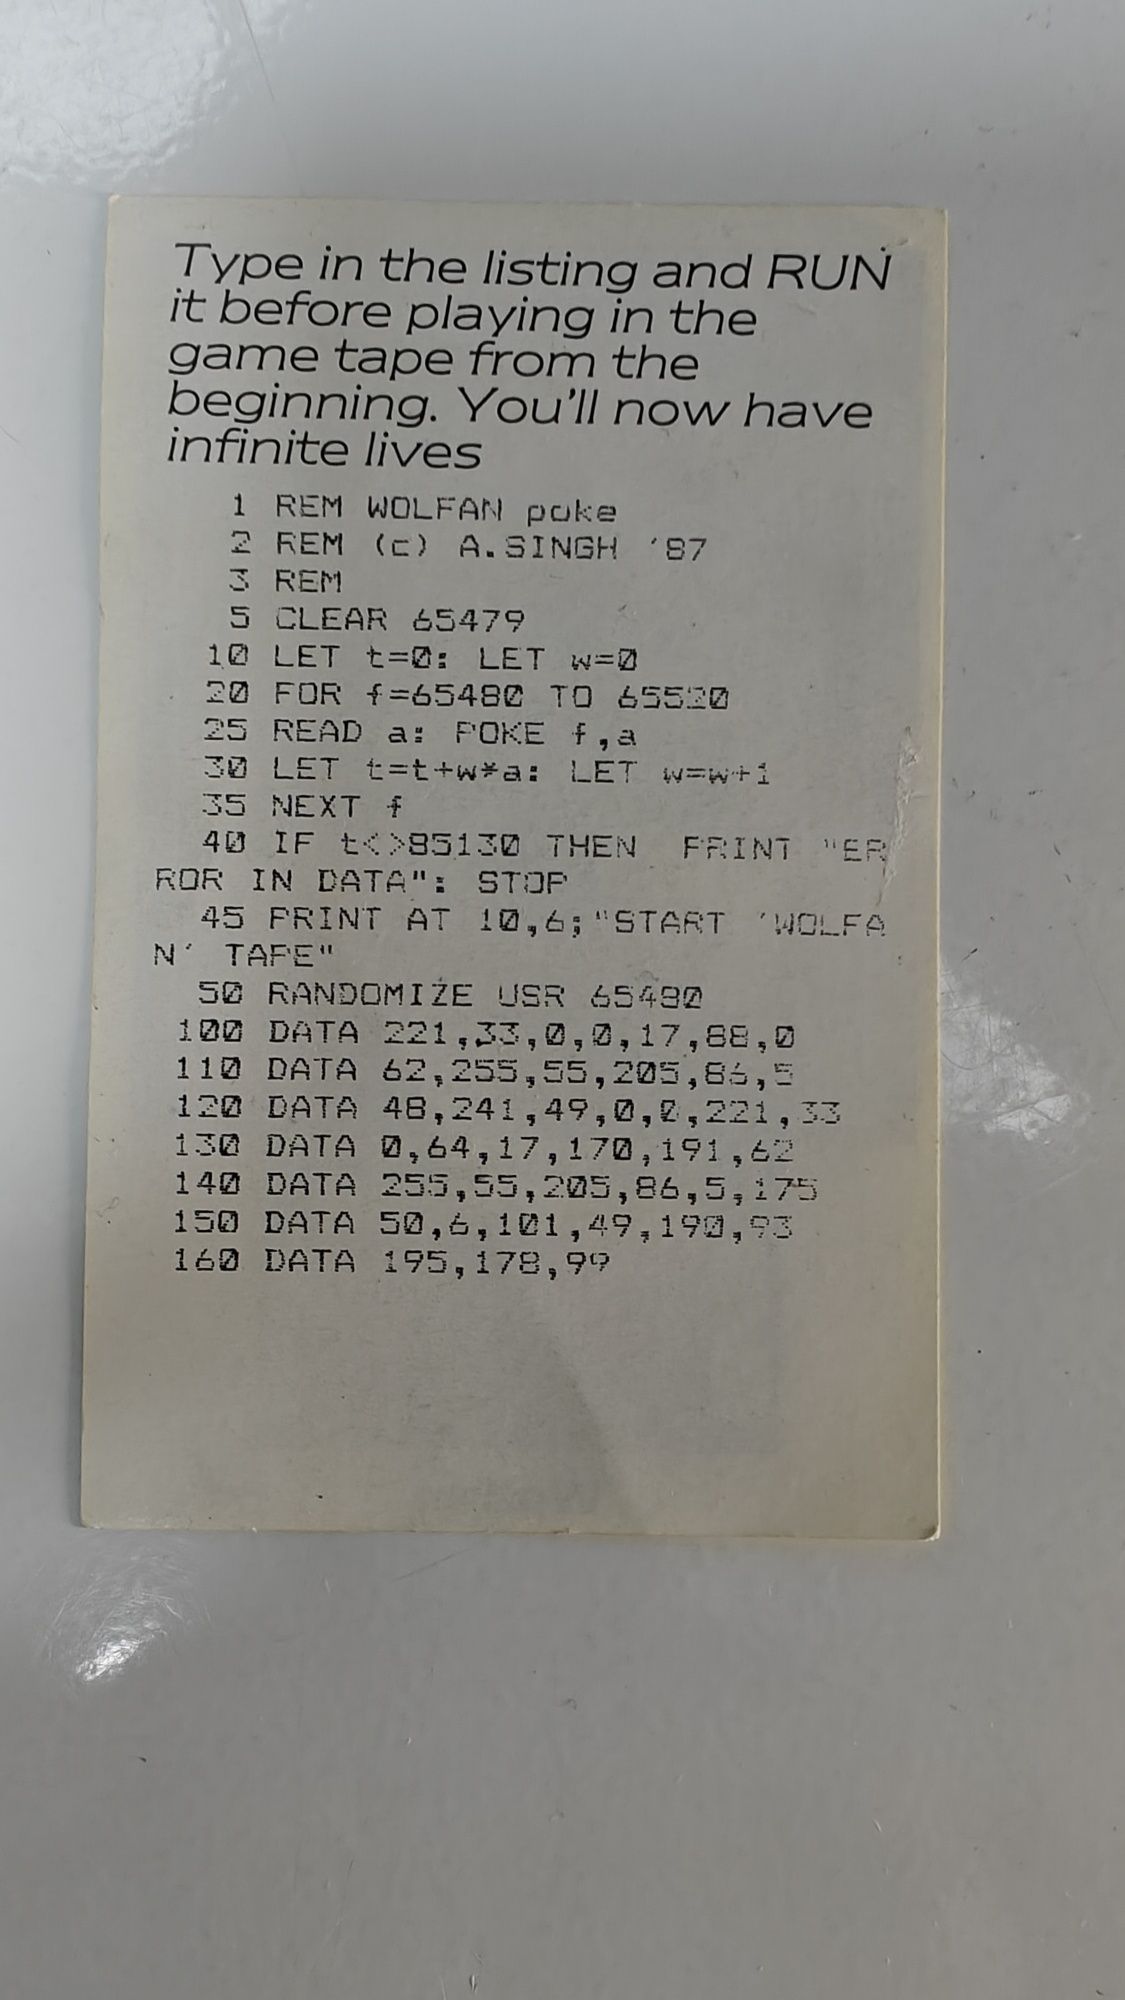 Type in the listing and RUN
it before playing in the
game tape from the
beginning. You'll now have
infinite lives
1 REM WOLFAN poke
2 REM (c) A.SINGH '87
3 REM
5 CLEAR 65479
10 LET t=0: LET w=0
20 FOR f=65480 TO 65520
25 READ a: POKE f,a
30 LET t=t+w*a: LET w=w+1
35 NEXT f
40 IF t<>85130 THEN PRINT "ER
ROR IN DATA": STOP
45 PRINT AT 10,6;"START 'WOLFA
N' TAPE"
50 RANDOMIZE USR 65480
100 DATA 221,33,0,0,17,88,0
110 DATA 62,255,55,205,86,5
120 DATA 48,241,49,0,0,221,33
130 DATA 0,64,17,170,191,62
140 DATA 255,55,205,86,5,175
150 DATA 50,6,101,49,190,93
160 DATA 195,178,99